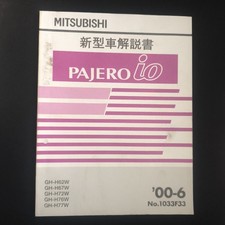 MITSUBISHI
新型車解説書
PAJERO io
GH-H62W
GH-H67W
GH-H72W
GH-H76W
GH-H77W
'00-6
No.1033F33